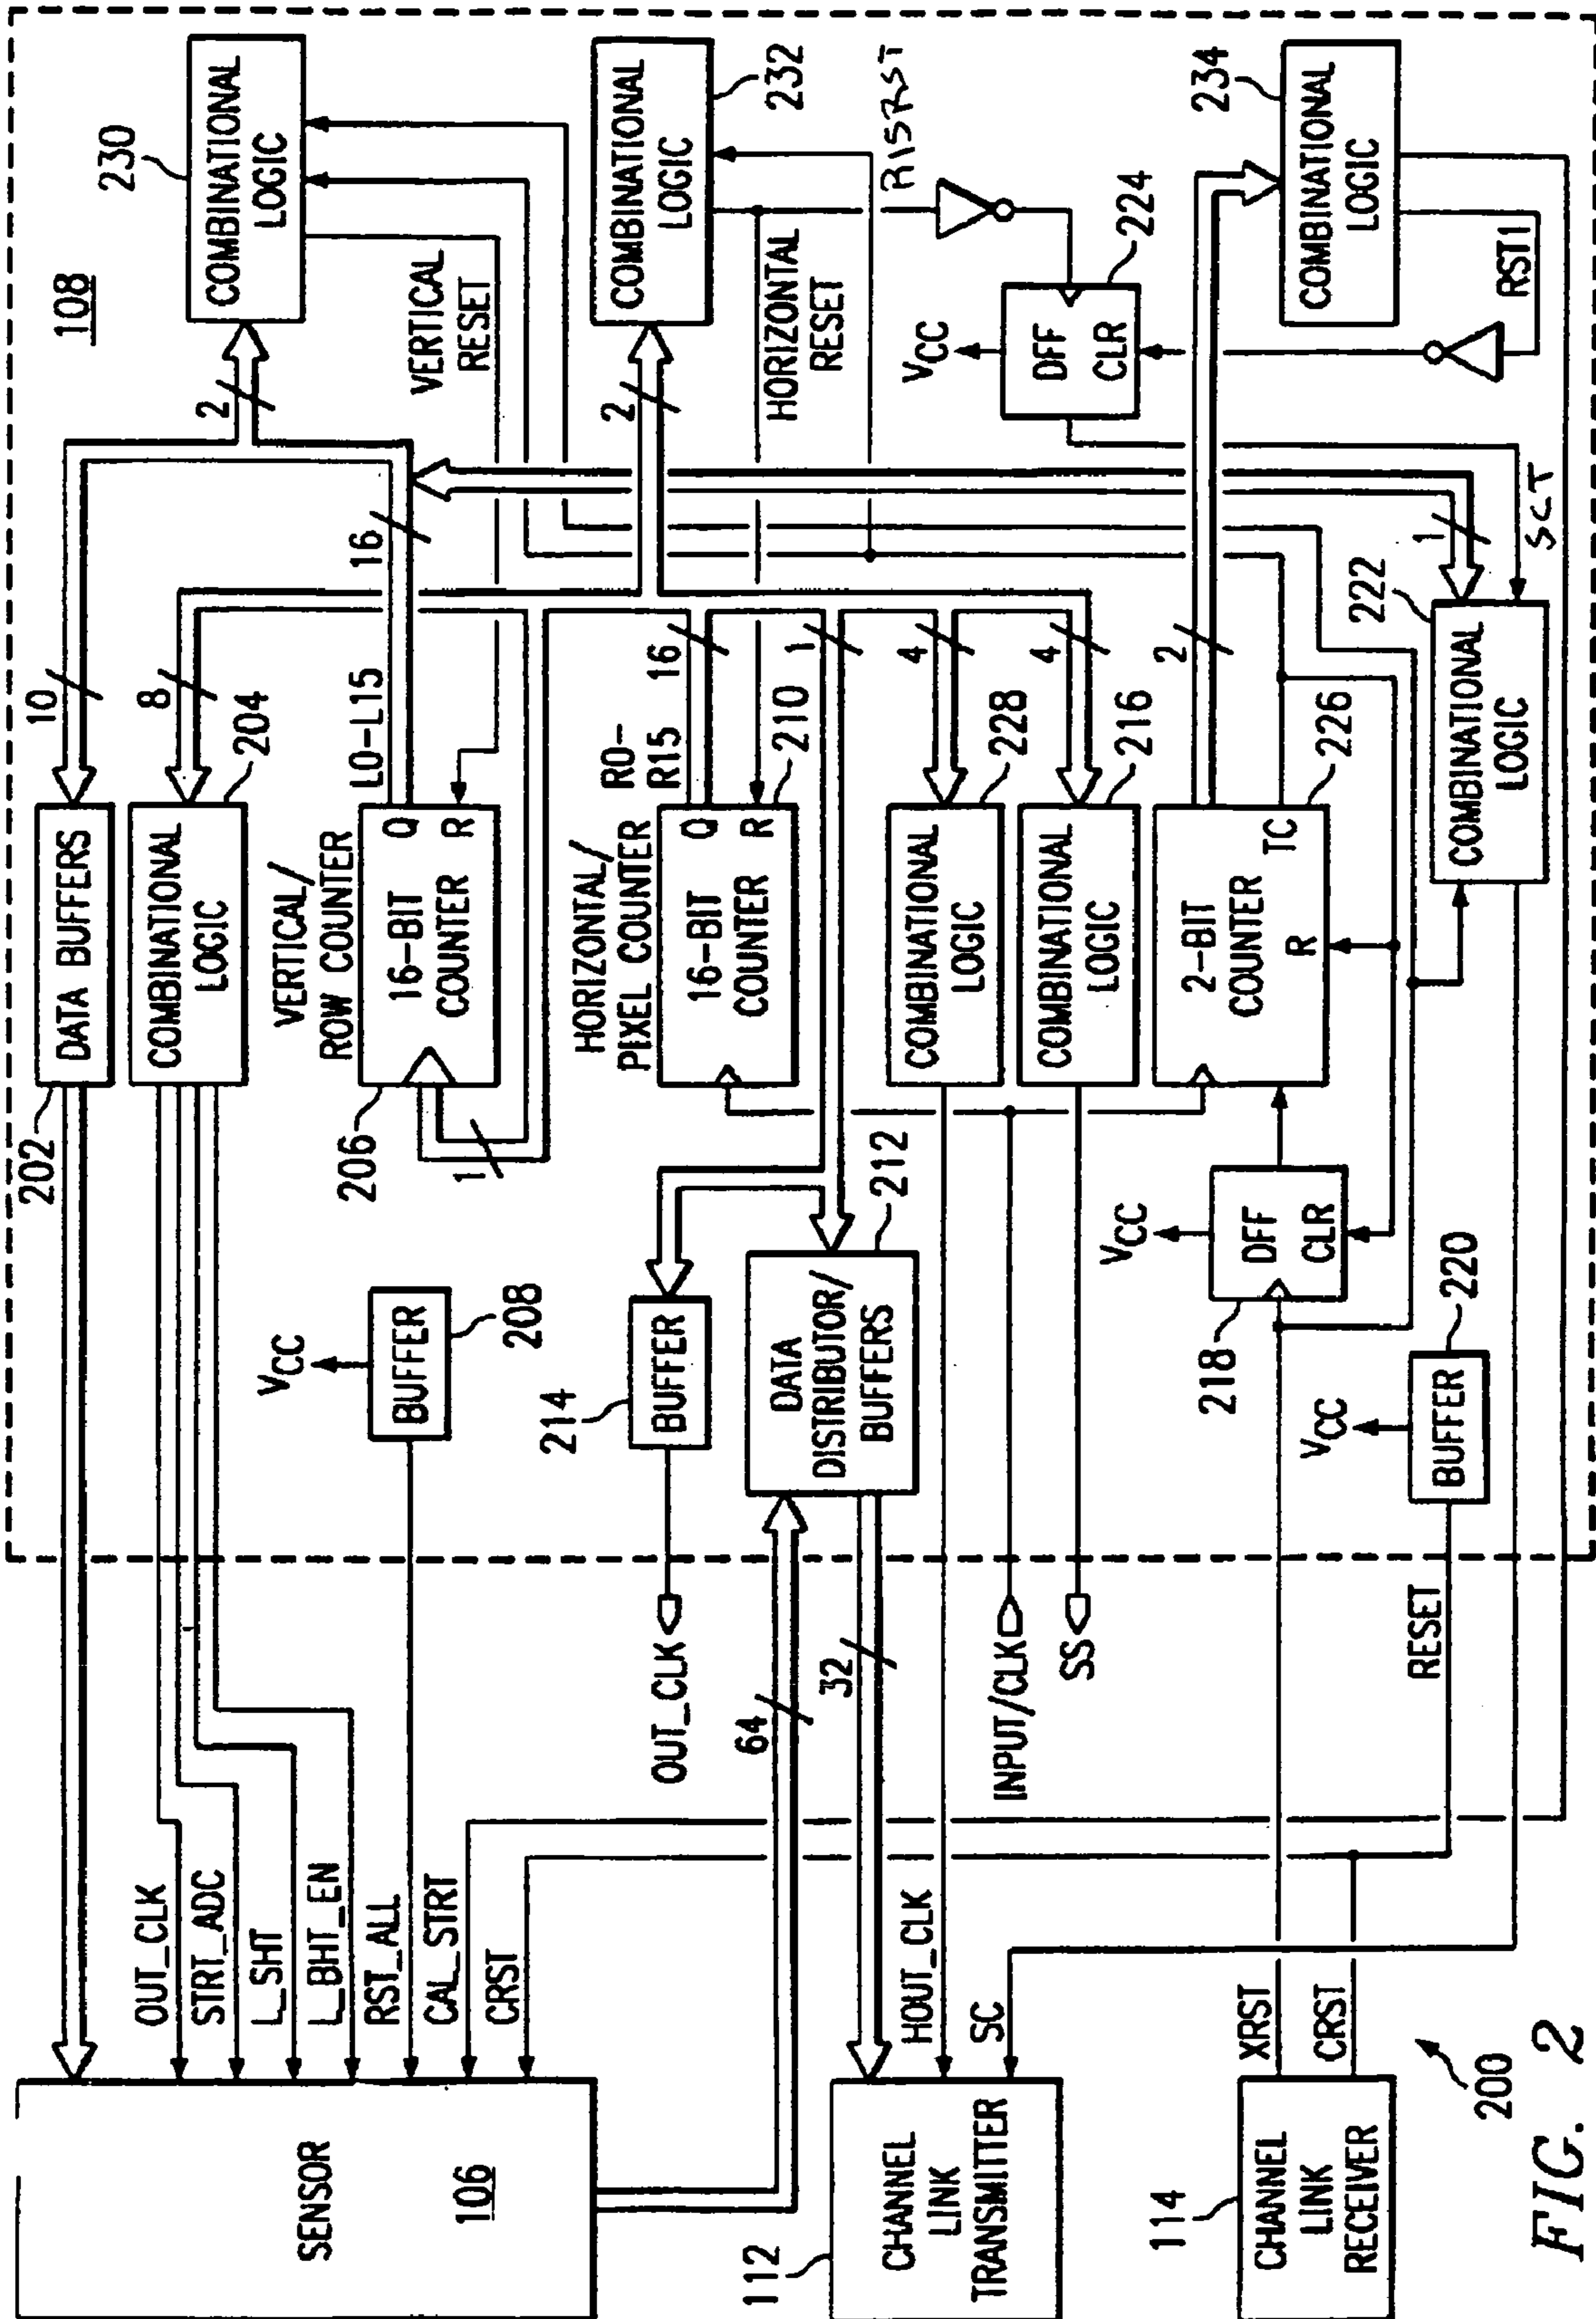 108
202
DATA BUFFERS
10
COMBINATIONAL
LOGIC
204
8
230
COMBINATIONAL
LOGIC
2
VERTICAL
RESET
VERTICAL/
ROW COUNTER
206
16-BIT
COUNTER
Q
R
L0-L15
16
1
HORIZONTAL/
PIXEL COUNTER
16-BIT
COUNTER
Q
R
R0-
R15
210
16
1
2
COMBINATIONAL
LOGIC
232
HORIZONTAL
RESET
R15RST
VCC
BUFFER
208
214
BUFFER
DATA
DISTRIBUTOR/
BUFFERS
212
COMBINATIONAL
LOGIC
228
4
COMBINATIONAL
LOGIC
216
4
VCC
DFF
CLR
224
2-BIT
COUNTER
R
TC
226
2
COMBINATIONAL
LOGIC
234
RST1
VCC
DFF
CLR
218
VCC
BUFFER
220
COMBINATIONAL
LOGIC
222
1
SCT
SENSOR
106
OUT_CLK
STRT_ADC
L_SHT
L_BHT_EN
RST_ALL
CAL_STRT
CRST
OUT_CLK
64
32
HOUT_CLK
SC
INPUT/CLK
SS
RESET
112
CHANNEL
LINK
TRANSMITTER
114
CHANNEL
LINK
RECEIVER
XRST
CRST
200
FIG. 2